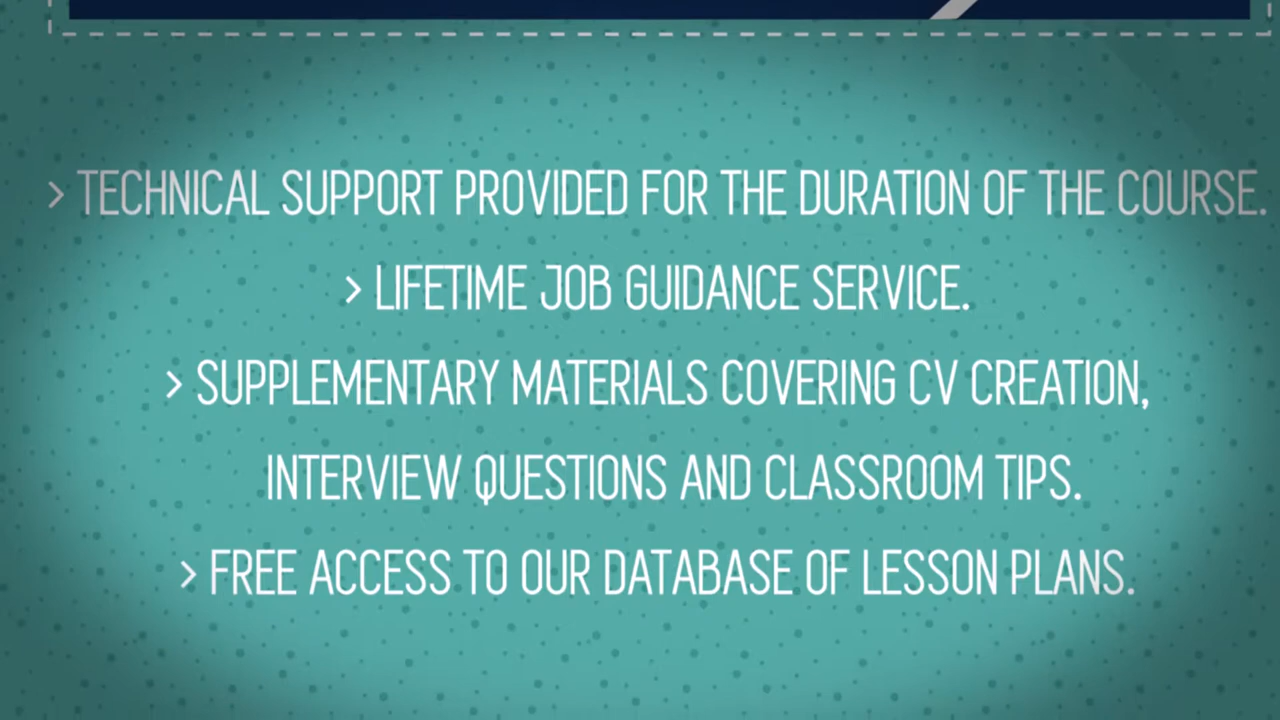 > TECHNICAL SUPPORT PROVIDED FOR THE DURATION OF THE COURSE.
> LIFETIME JOB GUIDANCE SERVICE.
> SUPPLEMENTARY MATERIALS COVERING CV CREATION,
INTERVIEW QUESTIONS AND CLASSROOM TIPS.
> FREE ACCESS TO OUR DATABASE OF LESSON PLANS.